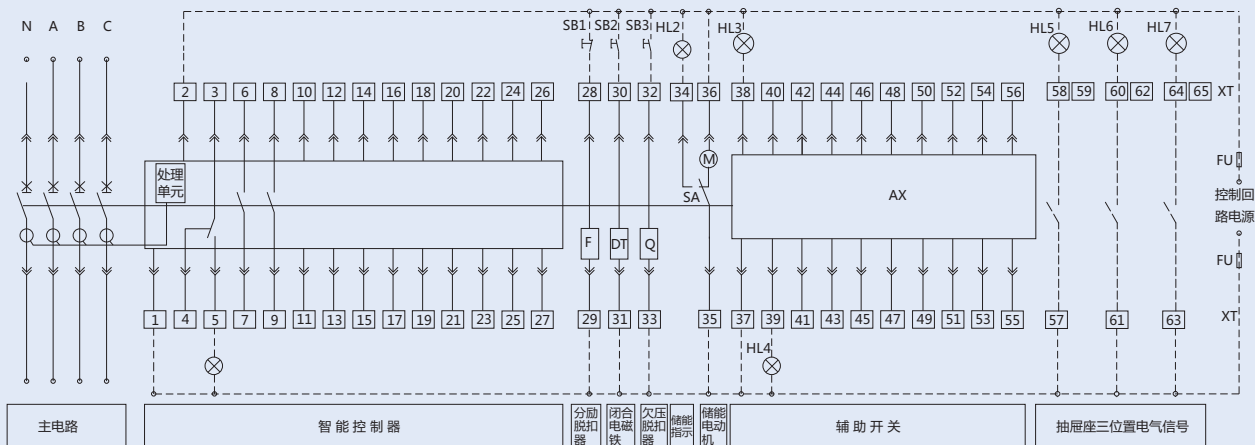 N A B C
SB1 SB2 SB3 HL2 HL3 HL5 HL6 HL7
2 3 6 8 10 12 14 16 18 20 22 24 26 28 30 32 34 36 38 40 42 44 46 48 50 52 54 56 58 59 60 62 64 65 XT
处理
单元
M
SA
AX
FU
控制回
路电源
F DT Q
FU
1 4 5 7 9 11 13 15 17 19 21 23 25 27 29 31 33 35 37 39 41 43 45 47 49 51 53 55 57 61 63 XT
HL4
主电路
智能控制器
分励
脱扣
器
闭合
电磁
铁
欠压
脱扣
器
储能
指示
储能
电动
机
辅助开关
抽屉座三位置电气信号